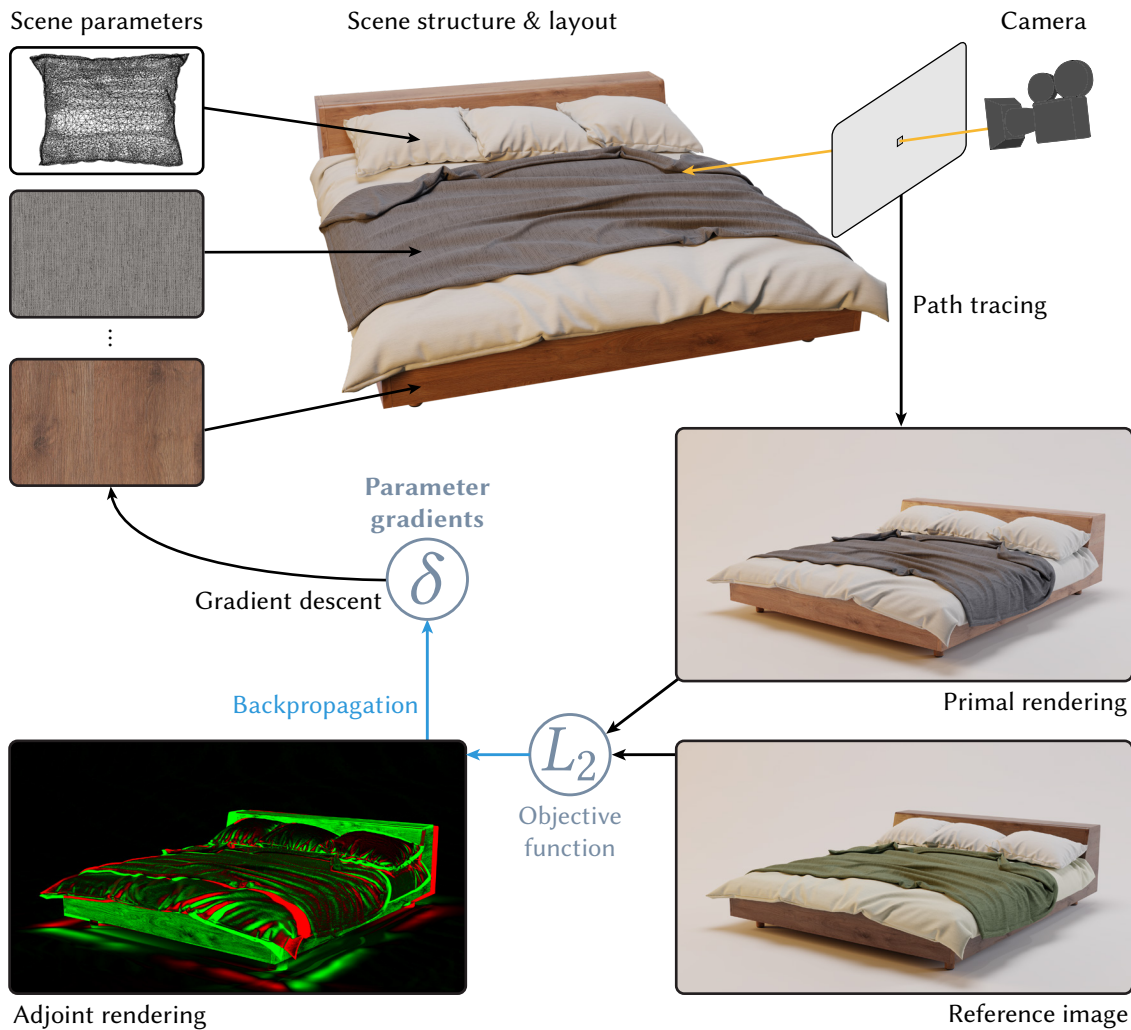 Scene parameters
Scene structure & layout
Camera
⋮
Path tracing
Parameter
gradients
δ
Gradient descent
Backpropagation
Primal rendering
L₂
Objective
function
Adjoint rendering
Reference image